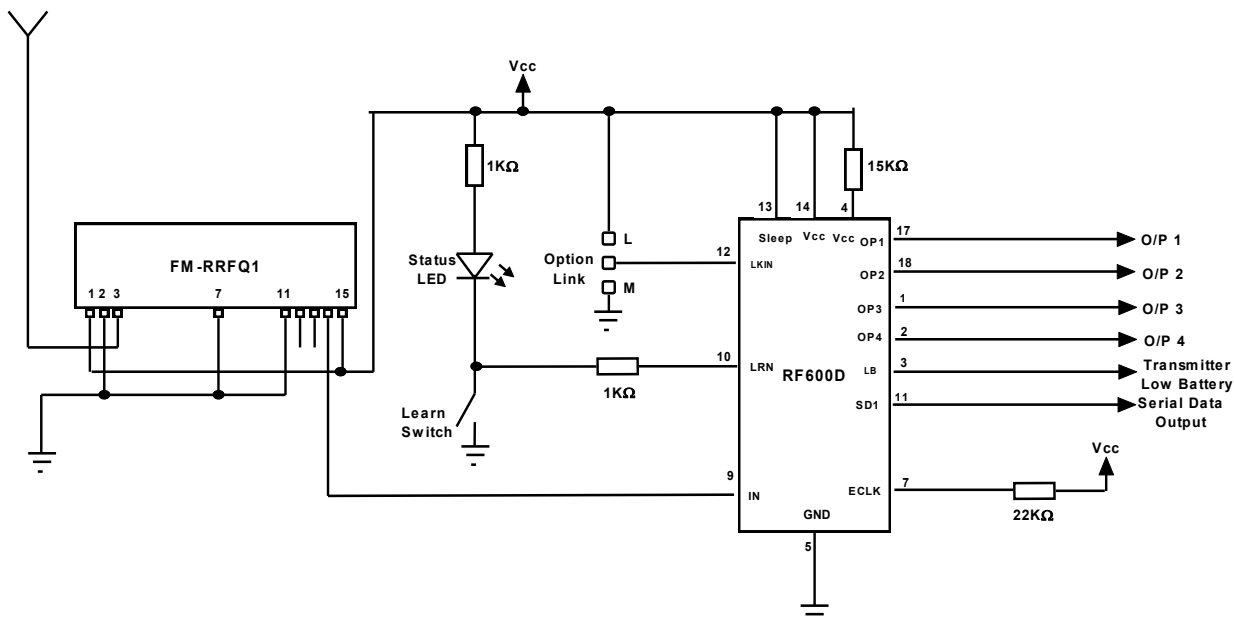 Vcc
1KΩ
15KΩ
13
14
4
Sleep
Vcc
Vcc
OP1
17
O/P 1
L
Option
Link
M
12
LKIN
OP2
18
O/P 2
Status
LED
FM-RRFQ1
1 2 3
7
11
15
OP3
1
O/P 3
OP4
2
O/P 4
10
LRN
RF600D
LB
3
Transmitter
Low Battery
1KΩ
SD1
11
Serial Data
Output
Learn
Switch
Vcc
9
IN
ECLK
7
22KΩ
GND
5